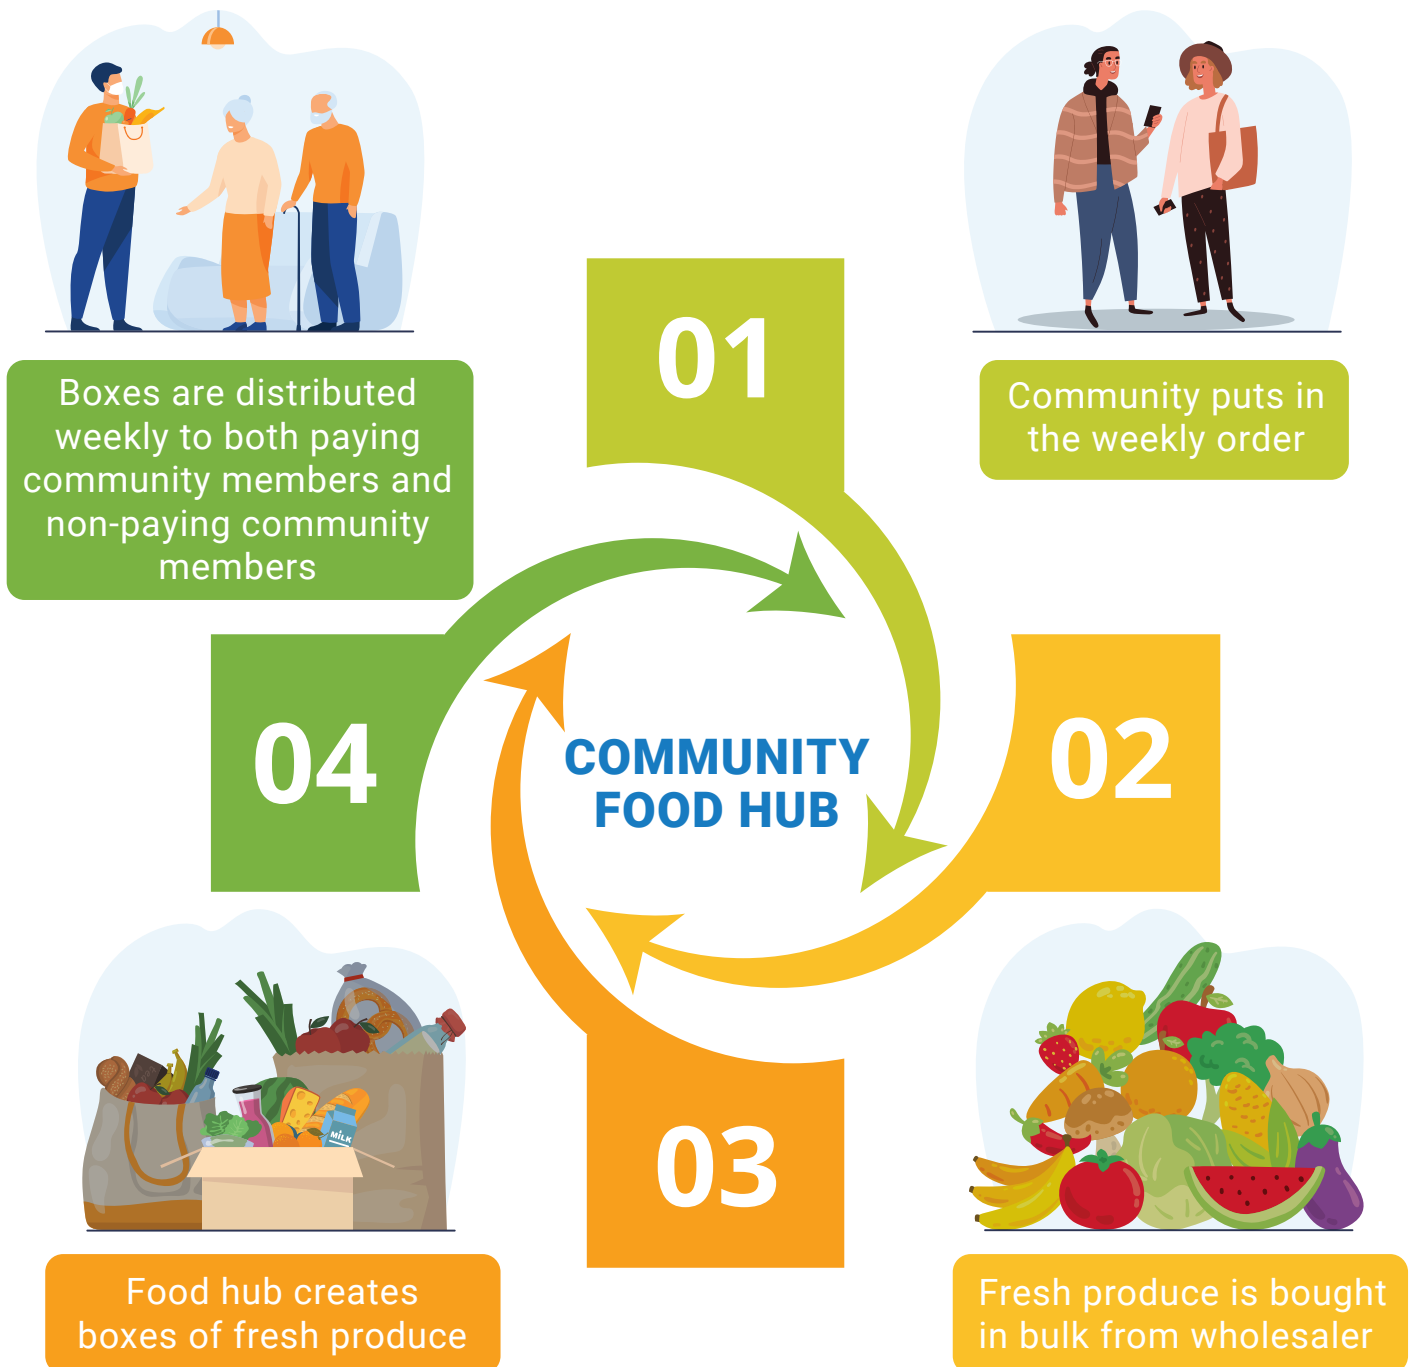 01
Community puts in
the weekly order
02
Fresh produce is bought
in bulk from wholesaler
03
Food hub creates
boxes of fresh produce
04
Boxes are distributed
weekly to both paying
community members and
non-paying community
members
COMMUNITY
FOOD HUB
MiLK